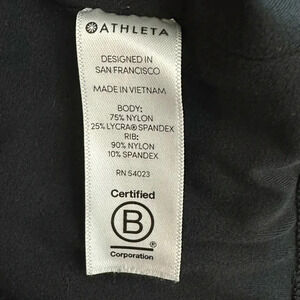 ATHLETA
DESIGNED IN
SAN FRANCISCO
MADE IN VIETNAM
BODY:
75% NYLON
25% LYCRA® SPANDEX
RIB:
90% NYLON
10% SPANDEX
RN 54023
Certified
B
Corporation